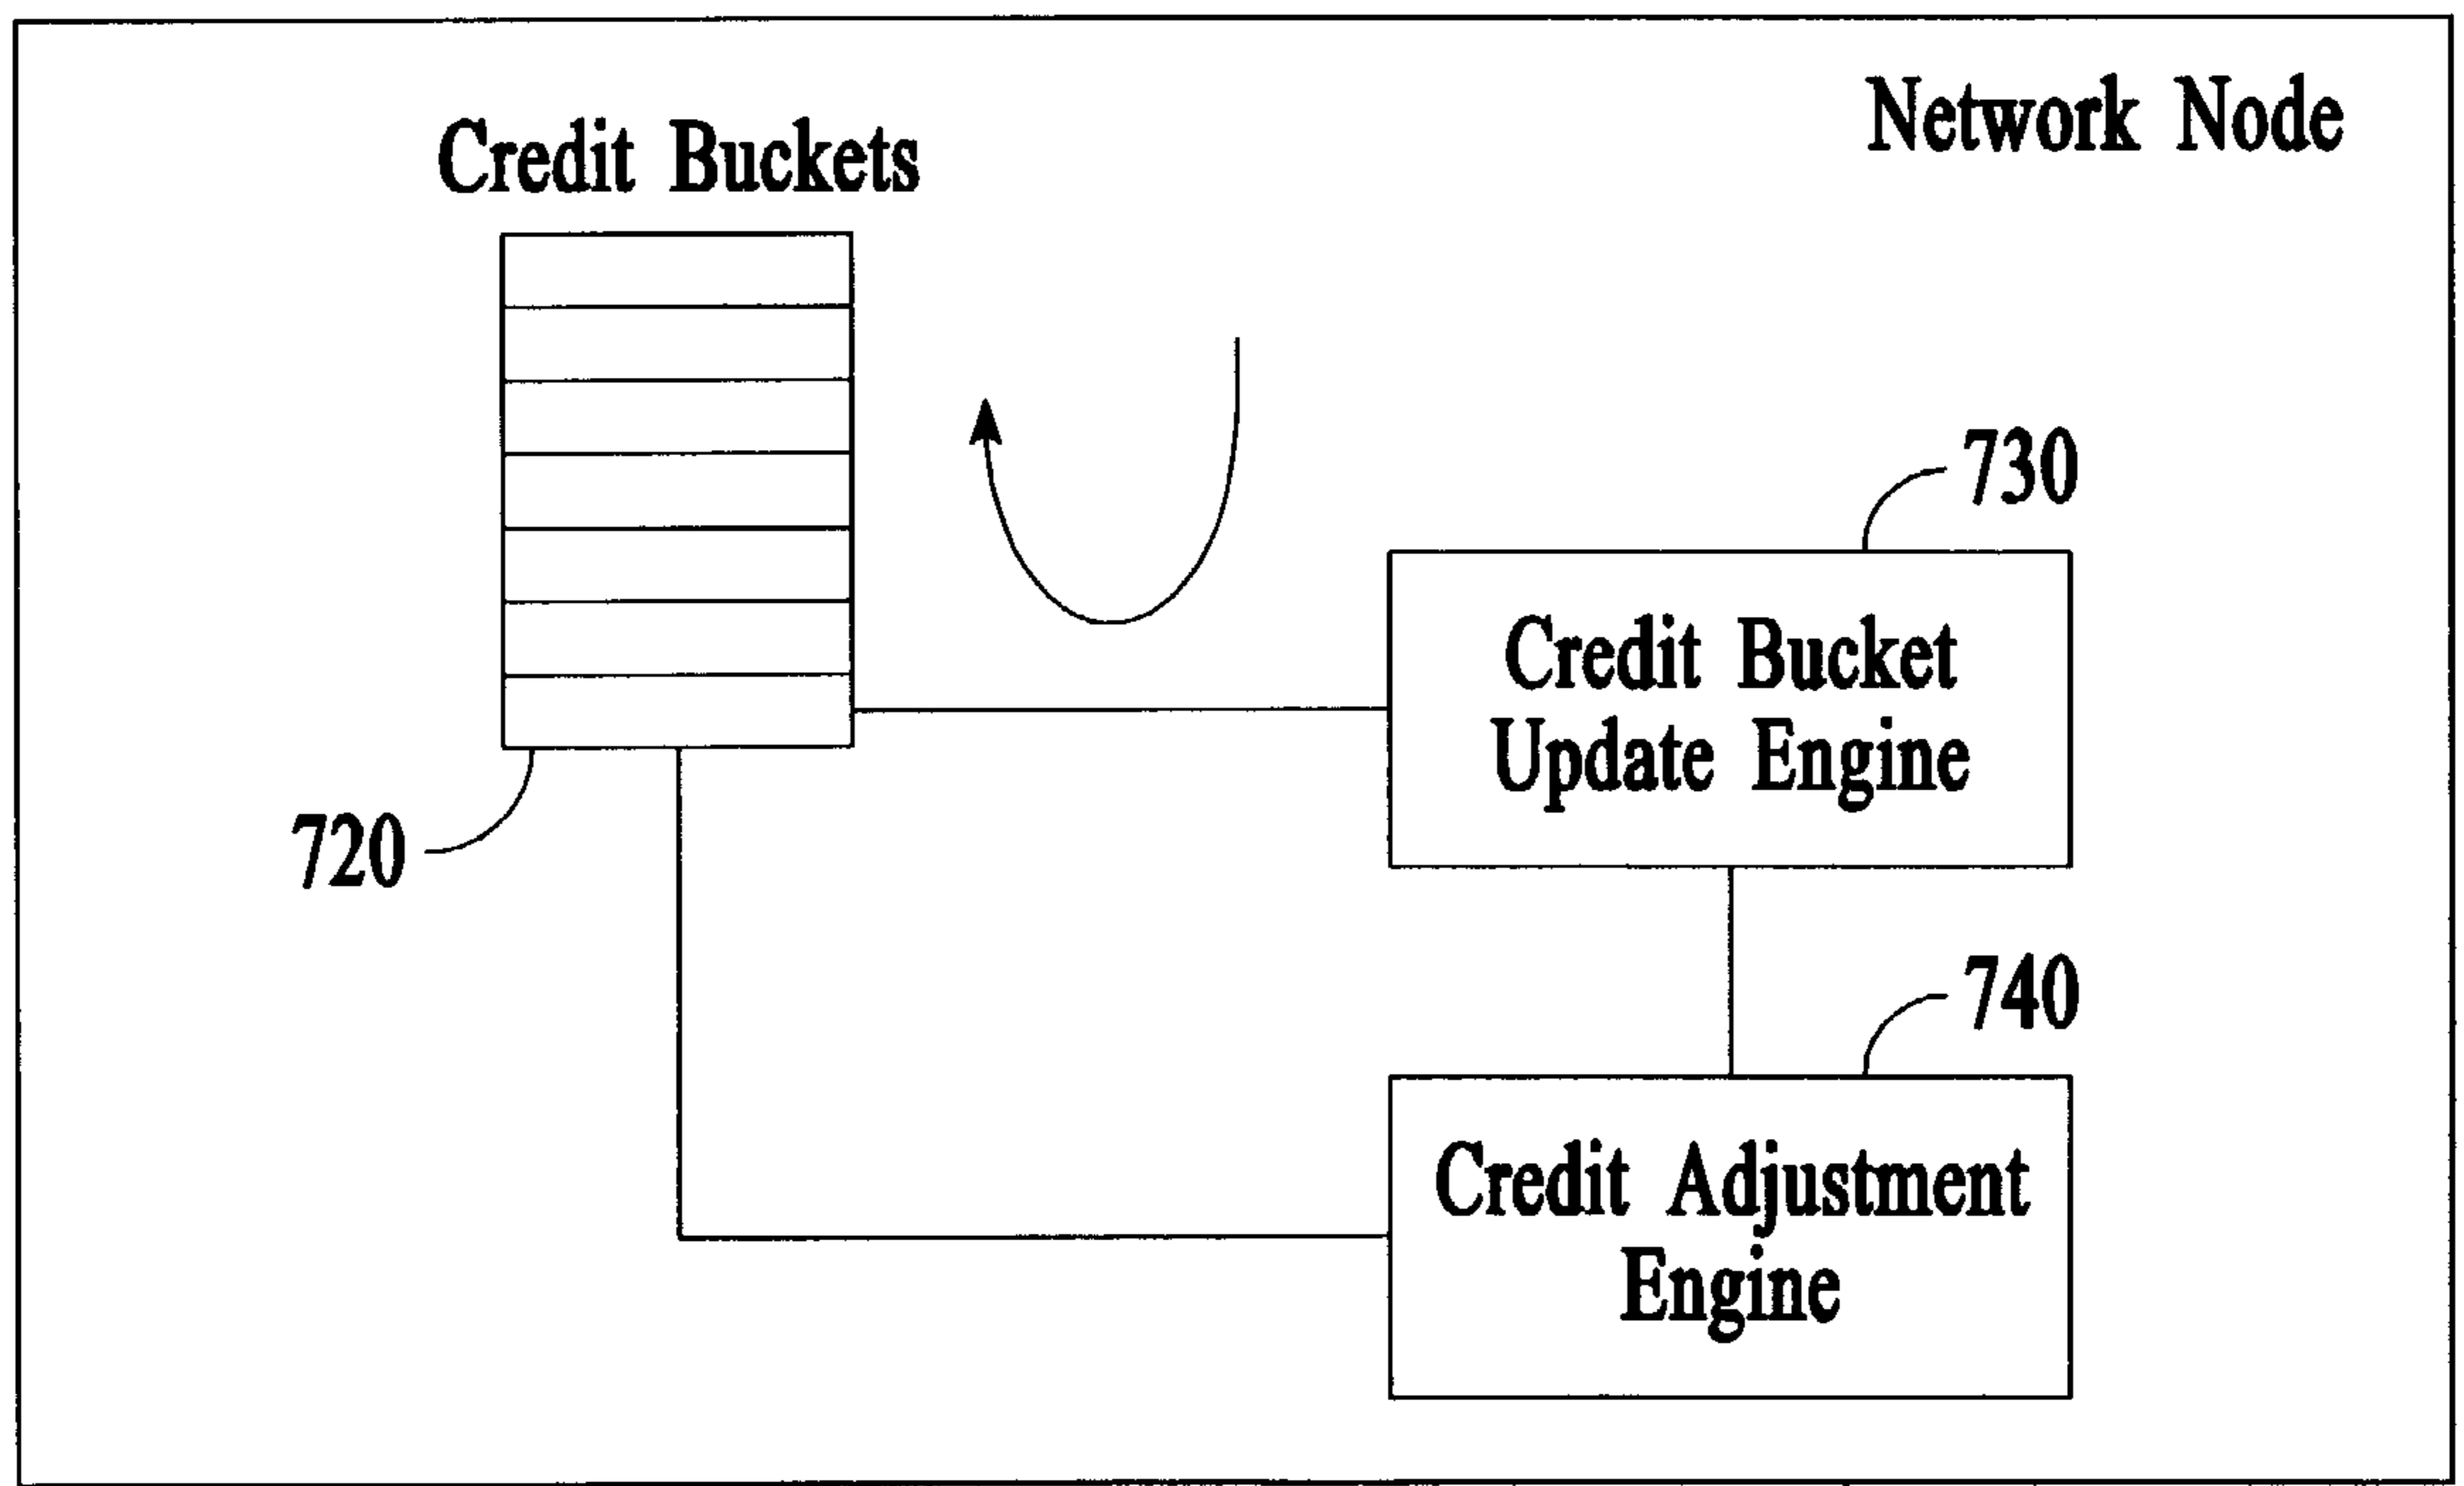 Network Node
Credit Buckets
730
Credit Bucket
Update Engine
720
740
Credit Adjustment
Engine